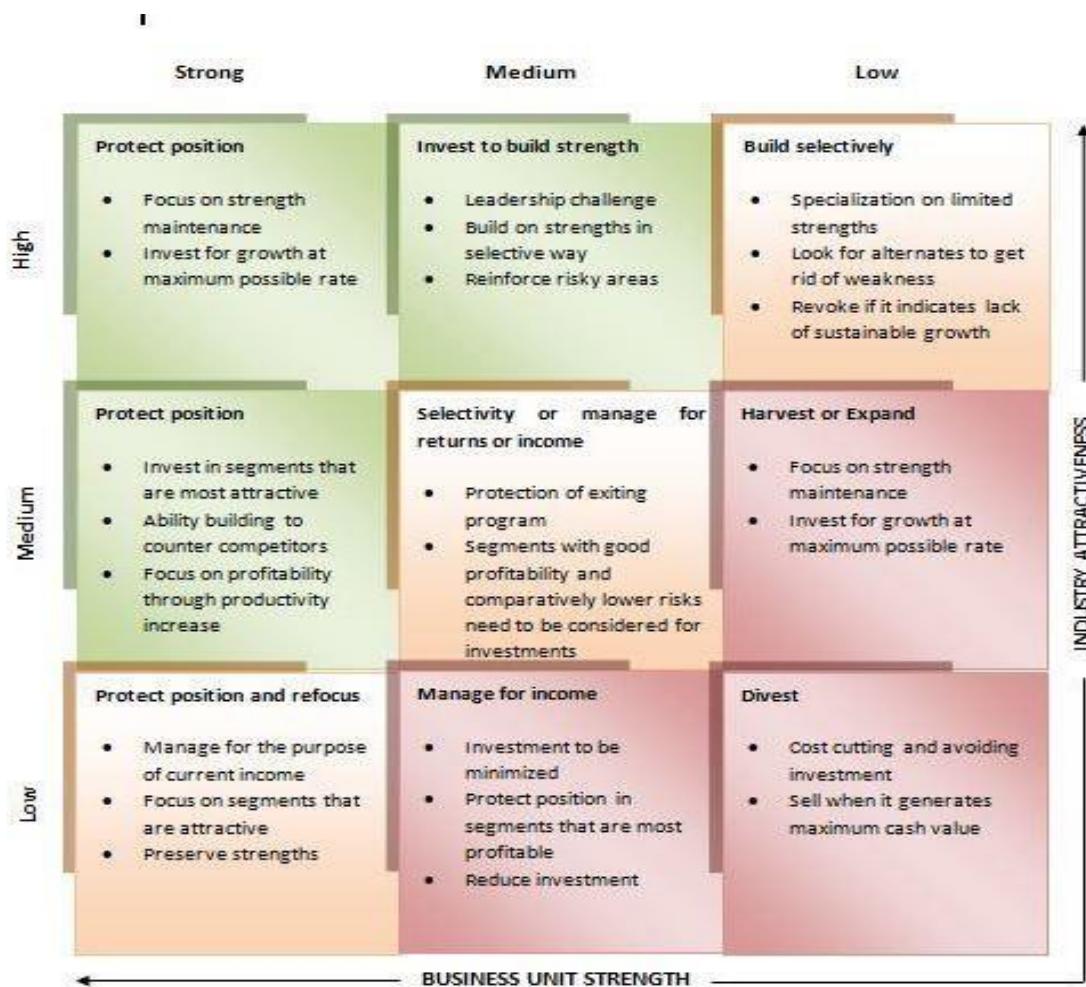 Strong Medium Low
High
Protect position
• Focus on strength
maintenance
• Invest for growth at
maximum possible rate
Invest to build strength
• Leadership challenge
• Build on strengths in
selective way
• Reinforce risky areas
Build selectively
• Specialization on limited
strengths
• Look for alternates to get
rid of weakness
• Revoke if it indicates lack
of sustainable growth
Medium
Protect position
• Invest in segments that
are most attractive
• Ability building to
counter competitors
• Focus on profitability
through productivity
increase
Selectivity or manage for
returns or income
• Protection of exiting
program
• Segments with good
profitability and
comparatively lower risks
need to be considered for
investments
Harvest or Expand
• Focus on strength
maintenance
• Invest for growth at
maximum possible rate
Low
Protect position and refocus
• Manage for the purpose
of current income
• Focus on segments that
are attractive
• Preserve strengths
Manage for income
• Investment to be
minimized
• Protect position in
segments that are most
profitable
• Reduce investment
Divest
• Cost cutting and avoiding
investment
• Sell when it generates
maximum cash value
INDUSTRY ATTRACTIVENESS
BUSINESS UNIT STRENGTH